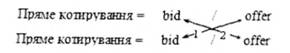 Пряме котирування = bid offer
Пряме котирування = bid 1 2 offer